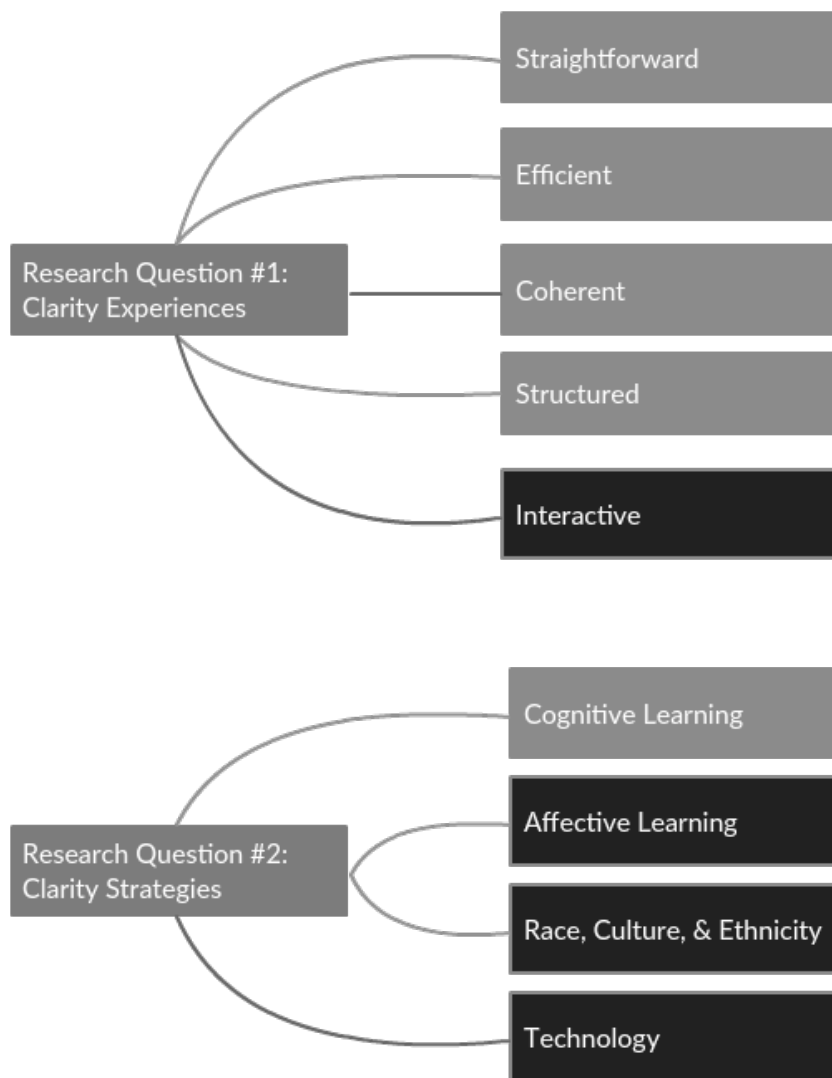 Straightforward
Efficient
Research Question #1:
Clarity Experiences
Coherent
Structured
Interactive
Cognitive Learning
Affective Learning
Research Question #2:
Clarity Strategies
Race, Culture, & Ethnicity
Technology